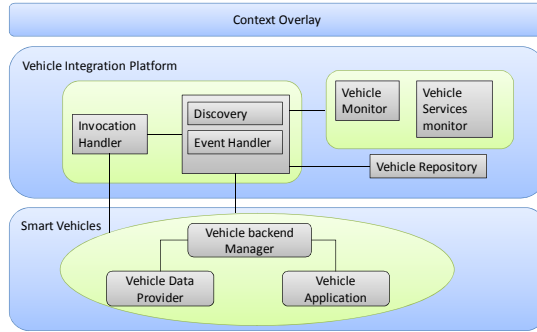 Context Overlay
Vehicle Integration Platform
Invocation
Handler
Discovery
Event Handler
Vehicle
Monitor
Vehicle
Services
monitor
Vehicle Repository
Smart Vehicles
Vehicle backend
Manager
Vehicle Data
Provider
Vehicle
Application